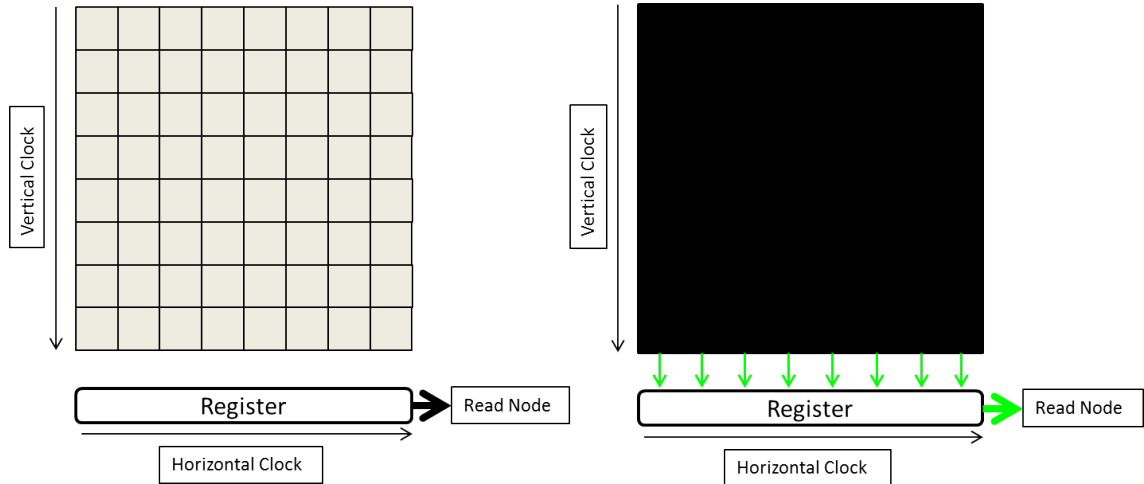 Vertical Clock
Register
Read Node
Horizontal Clock
Vertical Clock
Register
Read Node
Horizontal Clock